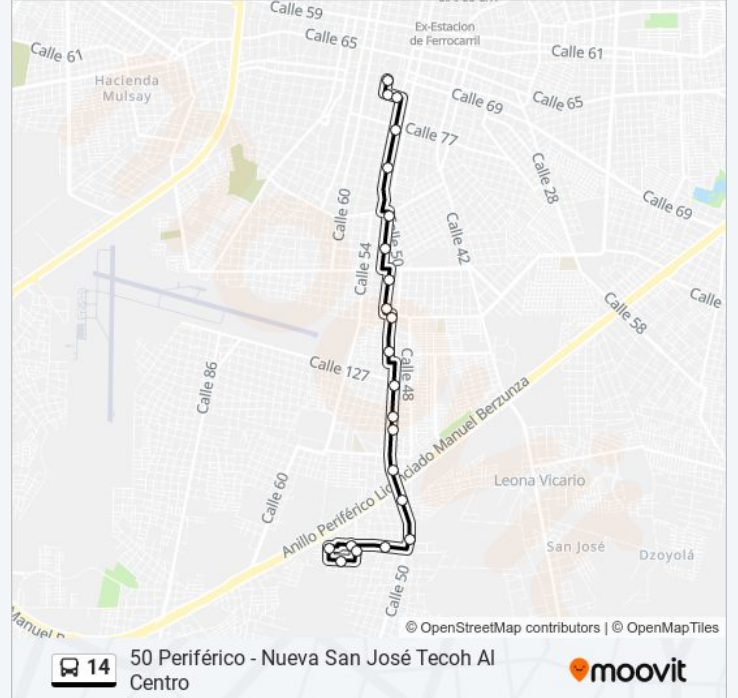 Calle 59
Calle 65
Ex-Estacion
de Ferrocarril
Calle 61
Calle 61
Hacienda
Mulsay
Calle 69
Calle 65
Calle 77
Calle 28
Calle 69
Calle 60
Calle 42
Calle 50
Calle 54
Calle
Calle 58
Calle 127
Calle 48
Calle 86
Anillo Periférico Licenciado Manuel Berzunza
Leona Vicario
Calle 60
San José
Dzoyolá
Calle 50
Manuel
© OpenStreetMap contributors | © OpenMapTiles
14
50 Periférico - Nueva San José Tecoh Al
Centro
moovit